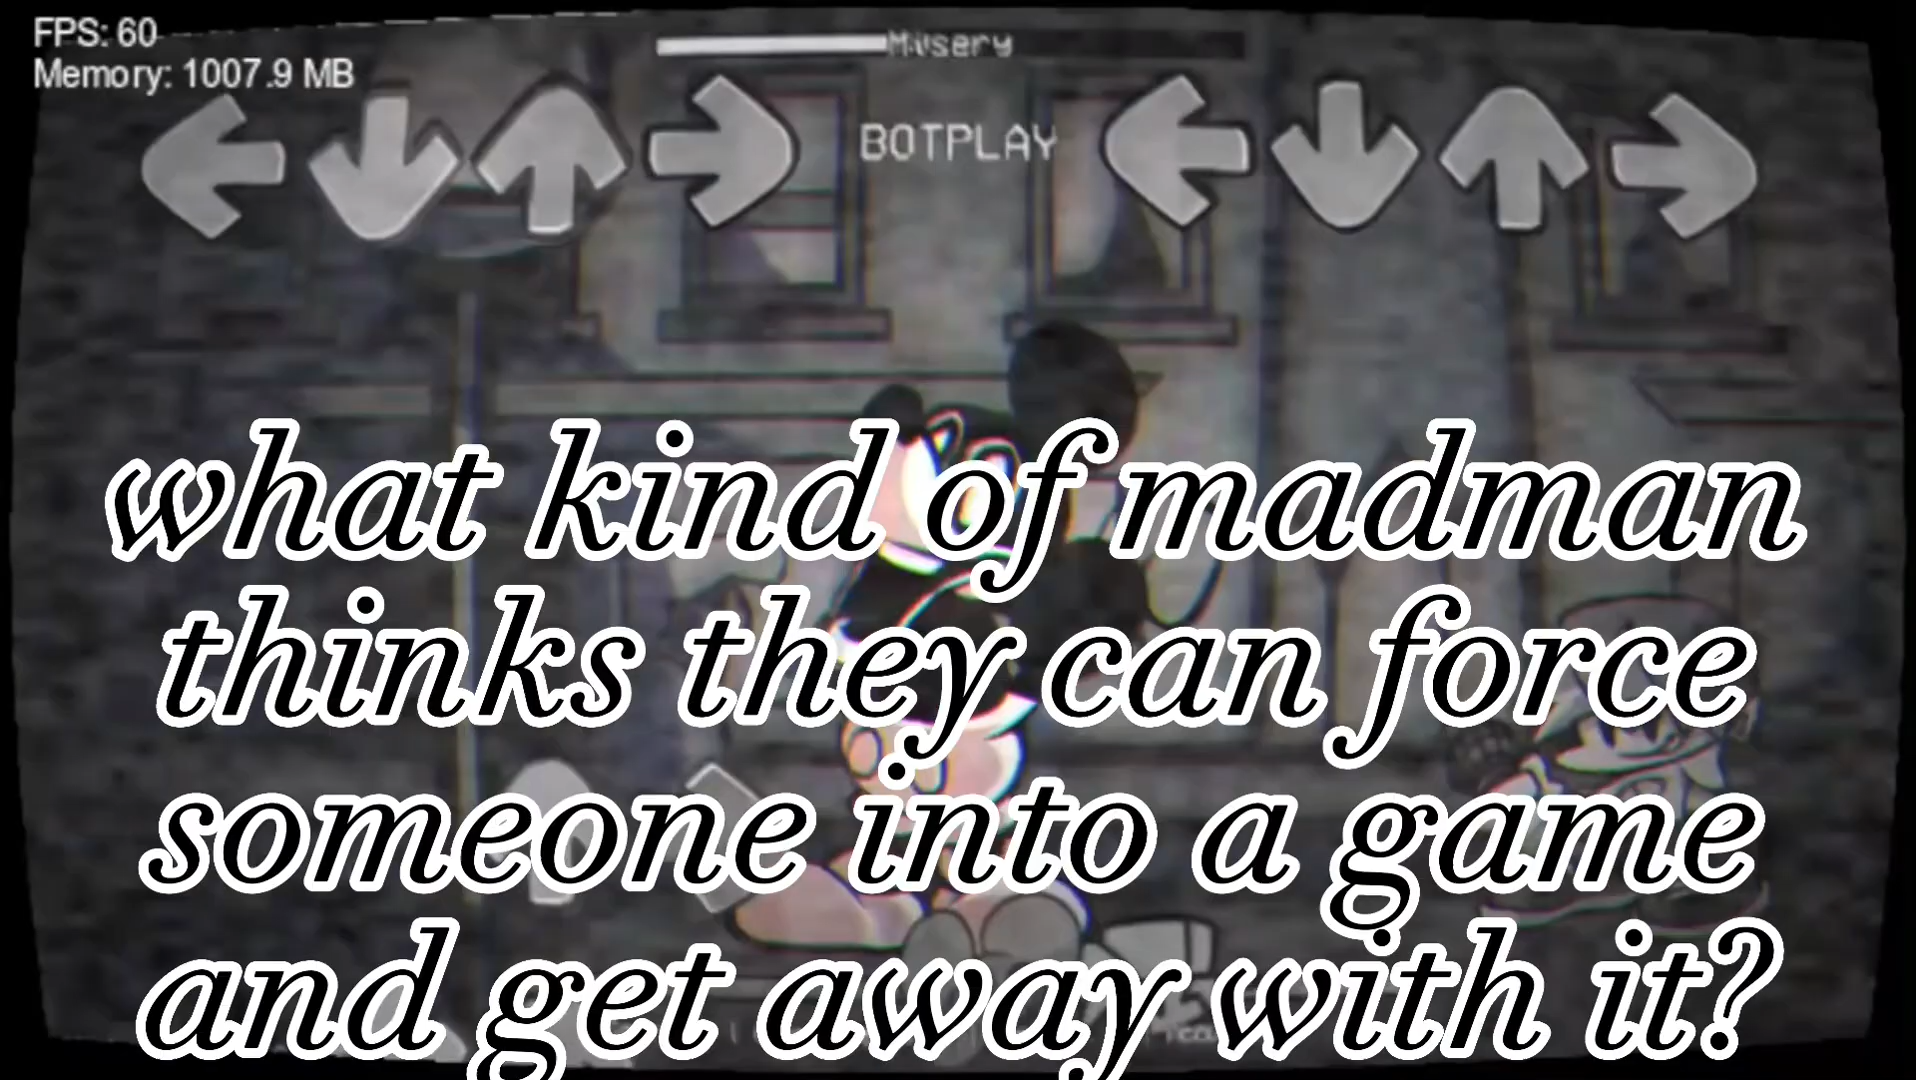 FPS: 60
Misery
Memory: 1007.9 MB
BOTPLAY
what kind of madman
thinks they can force
someone into a game
and get away with it?